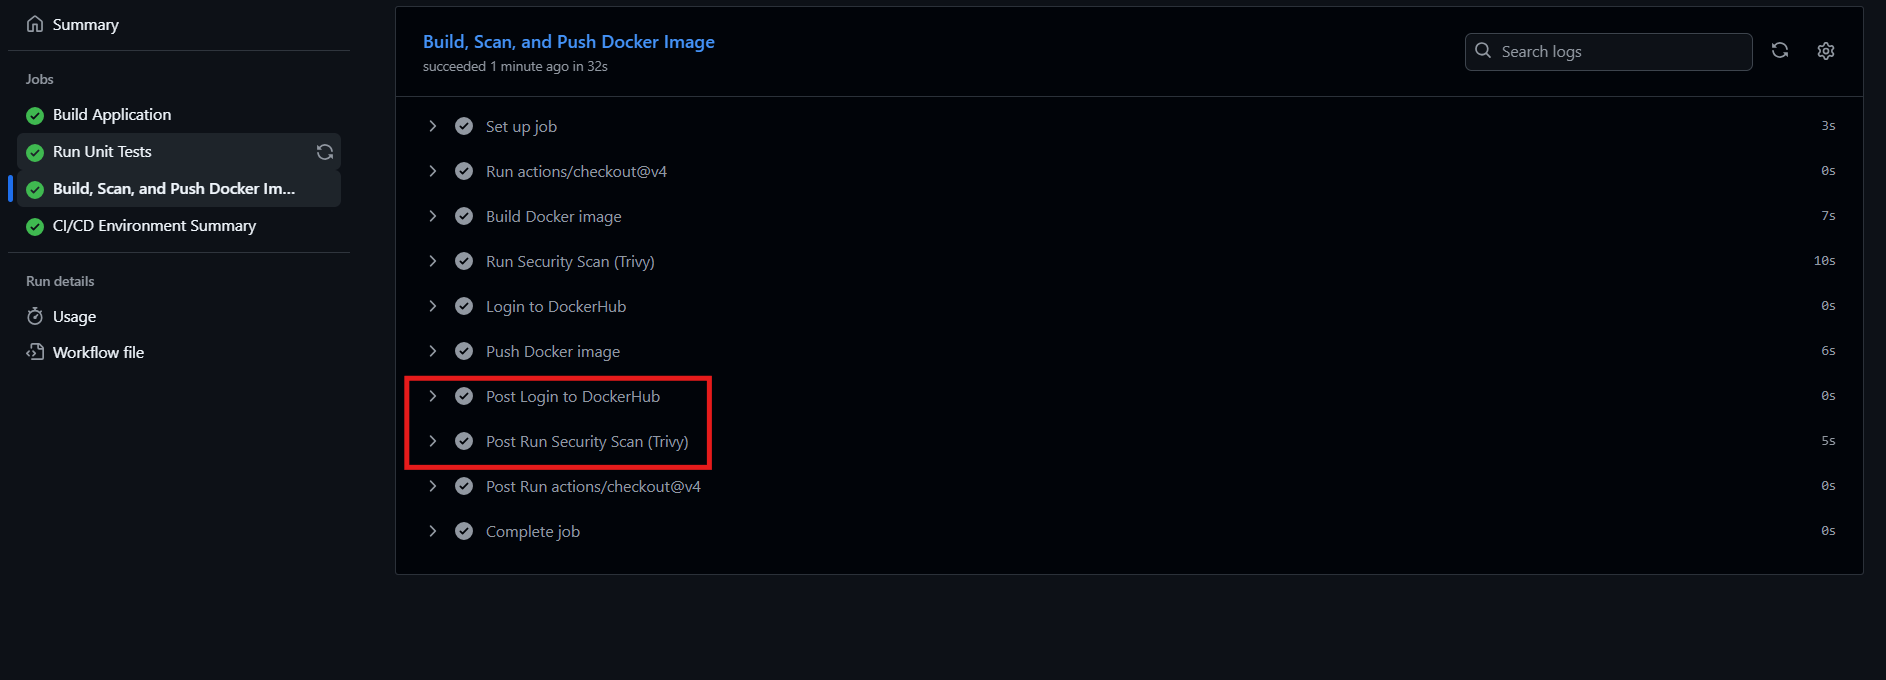 Summary
Jobs
Build Application
Run Unit Tests
Build, Scan, and Push Docker Im...
CI/CD Environment Summary
Run details
Usage
Workflow file
Build, Scan, and Push Docker Image
succeeded 1 minute ago in 32s
Search logs
Set up job 3s
Run actions/checkout@v4 0s
Build Docker image 7s
Run Security Scan (Trivy) 10s
Login to DockerHub 0s
Push Docker image 6s
Post Login to DockerHub 0s
Post Run Security Scan (Trivy) 5s
Post Run actions/checkout@v4 0s
Complete job 0s